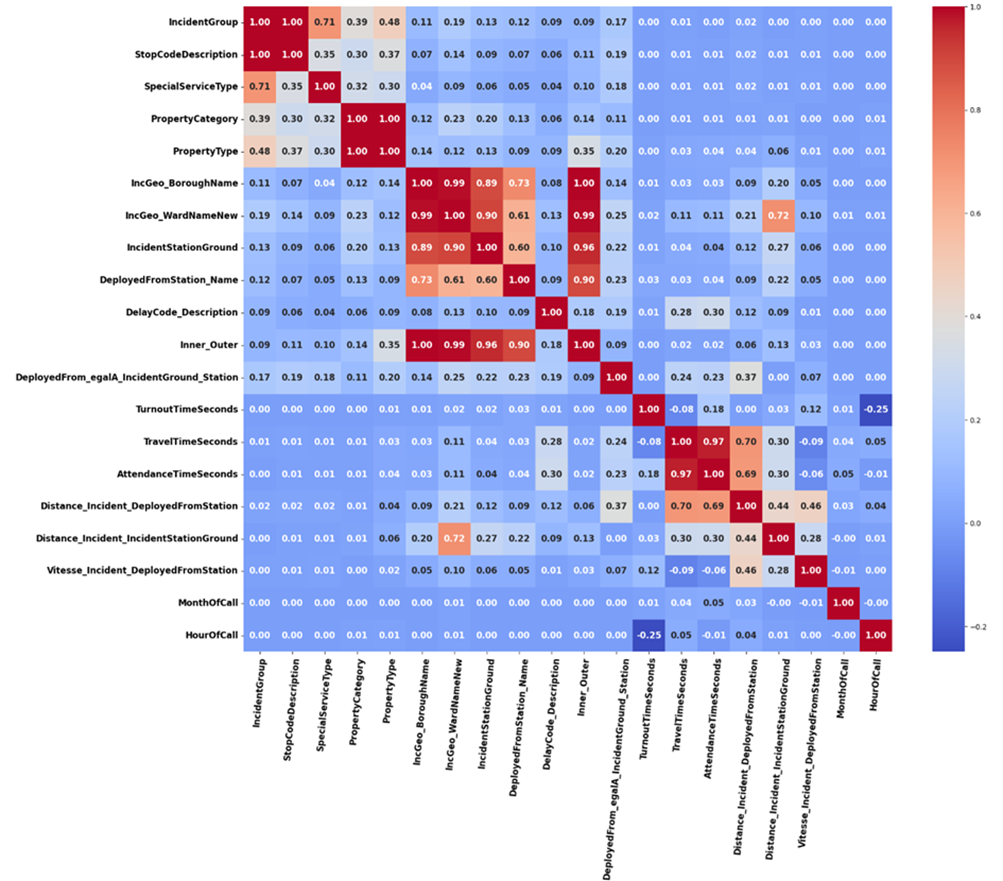 IncidentGroup 1.00 1.00 0.71 0.39 0.48 0.11 0.19 0.13 0.12 0.09 0.09 0.17 0.00 0.01 0.00 0.02 0.00 0.00 0.00 0.00
StopCodeDescription 1.00 1.00 0.35 0.30 0.37 0.07 0.14 0.09 0.07 0.06 0.11 0.19 0.00 0.01 0.01 0.02 0.01 0.01 0.00 0.00
SpecialServiceType 0.71 0.35 1.00 0.32 0.30 0.04 0.09 0.06 0.05 0.04 0.10 0.18 0.00 0.01 0.01 0.02 0.01 0.01 0.00 0.00
PropertyCategory 0.39 0.30 0.32 1.00 1.00 0.12 0.23 0.20 0.13 0.06 0.14 0.11 0.00 0.01 0.01 0.01 0.01 0.00 0.00 0.01
PropertyType 0.48 0.37 0.30 1.00 1.00 0.14 0.12 0.13 0.09 0.09 0.35 0.20 0.00 0.03 0.04 0.04 0.06 0.01 0.00 0.01
IncGeo_BoroughName 0.11 0.07 0.04 0.12 0.14 1.00 0.99 0.89 0.73 0.08 1.00 0.14 0.01 0.03 0.03 0.09 0.20 0.05 0.00 0.00
IncGeo_WardNameNew 0.19 0.14 0.09 0.23 0.12 0.99 1.00 0.90 0.61 0.13 0.99 0.25 0.02 0.11 0.11 0.21 0.72 0.10 0.01 0.01
IncidentStationGround 0.13 0.09 0.06 0.20 0.13 0.89 0.90 1.00 0.60 0.10 0.96 0.22 0.01 0.04 0.04 0.12 0.27 0.06 0.00 0.00
DeployedFromStation_Name 0.12 0.07 0.05 0.13 0.09 0.73 0.61 0.60 1.00 0.09 0.90 0.23 0.03 0.03 0.04 0.09 0.22 0.05 0.00 0.00
DelayCode_Description 0.09 0.06 0.04 0.06 0.09 0.08 0.13 0.10 0.09 1.00 0.18 0.19 0.01 0.28 0.30 0.12 0.09 0.01 0.00 0.00
Inner_Outer 0.09 0.11 0.10 0.14 0.35 1.00 0.99 0.96 0.90 0.18 1.00 0.09 0.00 0.02 0.02 0.06 0.13 0.03 0.00 0.00
DeployedFrom_egalA_IncidentGround_Station 0.17 0.19 0.18 0.11 0.20 0.14 0.25 0.22 0.23 0.19 0.09 1.00 0.00 0.24 0.23 0.37 0.00 0.07 0.00 0.00
TurnoutTimeSeconds 0.00 0.00 0.00 0.00 0.01 0.01 0.02 0.02 0.03 0.01 0.00 0.00 1.00 -0.08 0.18 0.00 0.03 0.12 0.01 -0.25
TravelTimeSeconds 0.01 0.01 0.01 0.01 0.03 0.03 0.11 0.04 0.03 0.28 0.02 0.24 -0.08 1.00 0.97 0.70 0.30 -0.09 0.04 0.05
AttendanceTimeSeconds 0.00 0.01 0.01 0.01 0.04 0.03 0.11 0.04 0.04 0.30 0.02 0.23 0.18 0.97 1.00 0.69 0.30 -0.06 0.05 -0.01
Distance_Incident_DeployedFromStation 0.02 0.02 0.02 0.01 0.04 0.09 0.21 0.12 0.09 0.12 0.06 0.37 0.00 0.70 0.69 1.00 0.44 0.46 0.03 0.04
Distance_Incident_IncidentStationGround 0.00 0.01 0.01 0.01 0.06 0.20 0.72 0.27 0.22 0.09 0.13 0.00 0.03 0.30 0.30 0.44 1.00 0.28 -0.00 0.01
Vitesse_Incident_DeployedFromStation 0.00 0.01 0.01 0.00 0.02 0.05 0.10 0.06 0.05 0.01 0.03 0.07 0.12 -0.09 -0.06 0.46 0.28 1.00 -0.01 0.00
MonthOfCall 0.00 0.00 0.00 0.00 0.00 0.00 0.01 0.00 0.00 0.00 0.00 0.00 0.01 0.04 0.05 0.03 -0.00 -0.01 1.00 -0.00
HourOfCall 0.00 0.00 0.00 0.01 0.01 0.00 0.01 0.00 0.00 0.00 0.00 0.00 -0.25 0.05 -0.01 0.04 0.01 0.00 -0.00 1.00
IncidentGroup
StopCodeDescription
SpecialServiceType
PropertyCategory
PropertyType
IncGeo_BoroughName
IncGeo_WardNameNew
IncidentStationGround
DeployedFromStation_Name
DelayCode_Description
Inner_Outer
DeployedFrom_egalA_IncidentGround_Station
TurnoutTimeSeconds
TravelTimeSeconds
AttendanceTimeSeconds
Distance_Incident_DeployedFromStation
Distance_Incident_IncidentStationGround
Vitesse_Incident_DeployedFromStation
MonthOfCall
HourOfCall
1.0
0.8
0.6
0.4
0.2
0.0
−0.2